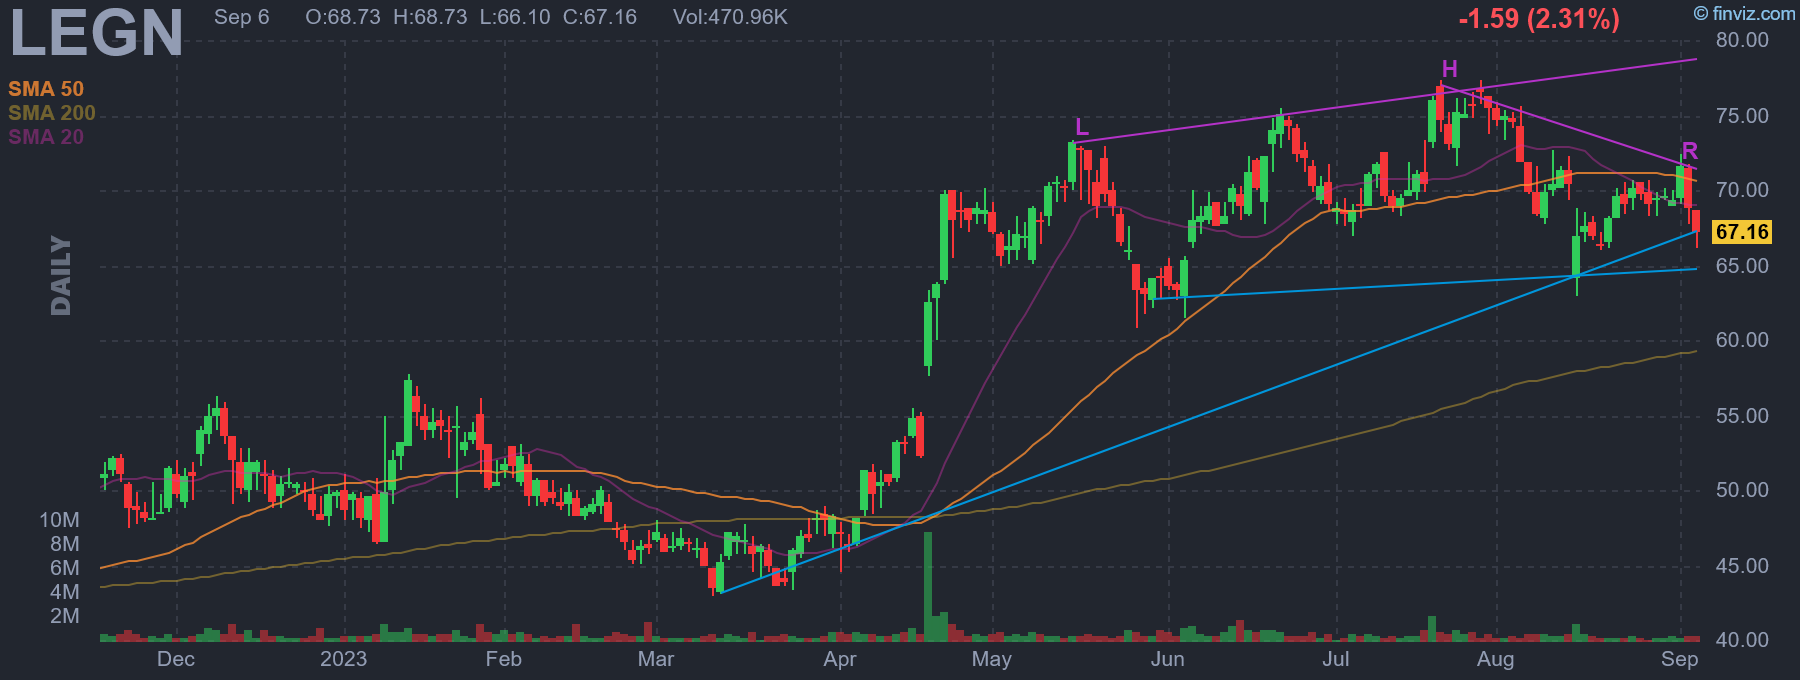 LEGN Sep 6 O:68.73 H:68.73 L:66.10 C:67.16 Vol:470.96K -1.59 (2.31%) © finviz.com
SMA 50
SMA 200
SMA 20
DAILY
L
H
R
80.00
75.00
70.00
67.16
65.00
60.00
55.00
50.00
45.00
40.00
10M
8M
6M
4M
2M
Dec 2023 Feb Mar Apr May Jun Jul Aug Sep